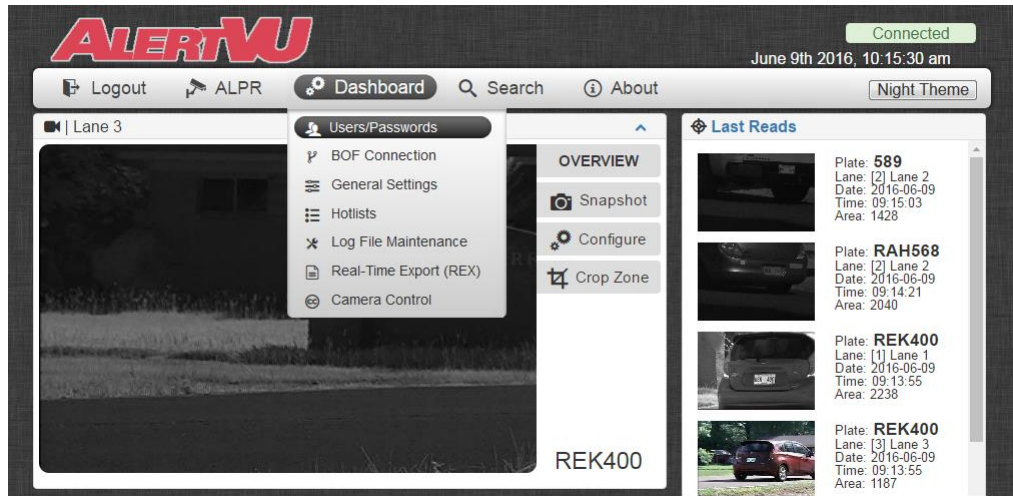 ALERTVU
Connected
June 9th 2016, 10:15:30 am
Logout ALPR Dashboard Search About Night Theme
| Lane 3
Users/Passwords
BOF Connection
General Settings
Hotlists
Log File Maintenance
Real-Time Export (REX)
Camera Control
OVERVIEW
Snapshot
Configure
Crop Zone
REK400
Last Reads
Plate: 589
Lane: [2] Lane 2
Date: 2016-06-09
Time: 09:15:03
Area: 1428
Plate: RAH568
Lane: [2] Lane 2
Date: 2016-06-09
Time: 09:14:21
Area: 2040
Plate: REK400
Lane: [1] Lane 1
Date: 2016-06-09
Time: 09:13:55
Area: 2238
Plate: REK400
Lane: [3] Lane 3
Date: 2016-06-09
Time: 09:13:55
Area: 1187